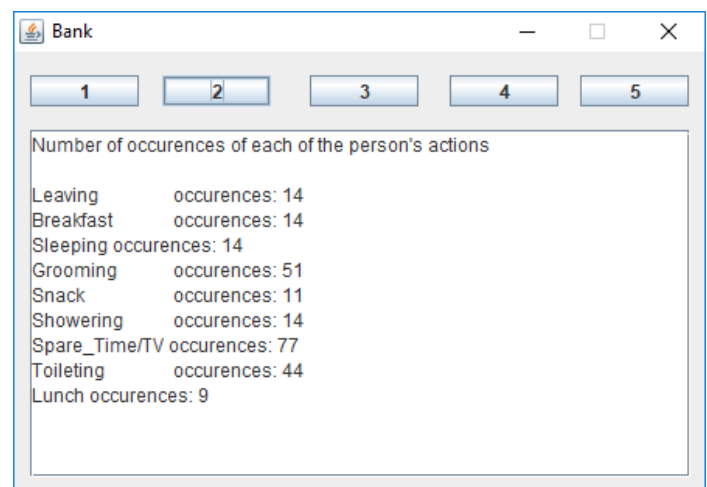 Bank
1 2 3 4 5
Number of occurences of each of the person's actions
Leaving occurences: 14
Breakfast occurences: 14
Sleeping occurences: 14
Grooming occurences: 51
Snack occurences: 11
Showering occurences: 14
Spare_Time/TV occurences: 77
Toileting occurences: 44
Lunch occurences: 9